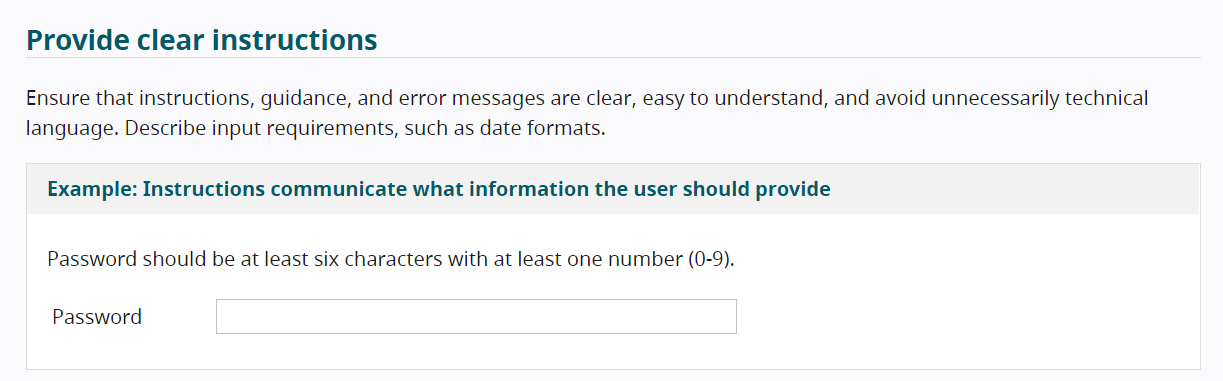 Provide clear instructions
Ensure that instructions, guidance, and error messages are clear, easy to understand, and avoid unnecessarily technical
language. Describe input requirements, such as date formats.
Example: Instructions communicate what information the user should provide
Password should be at least six characters with at least one number (0-9).
Password